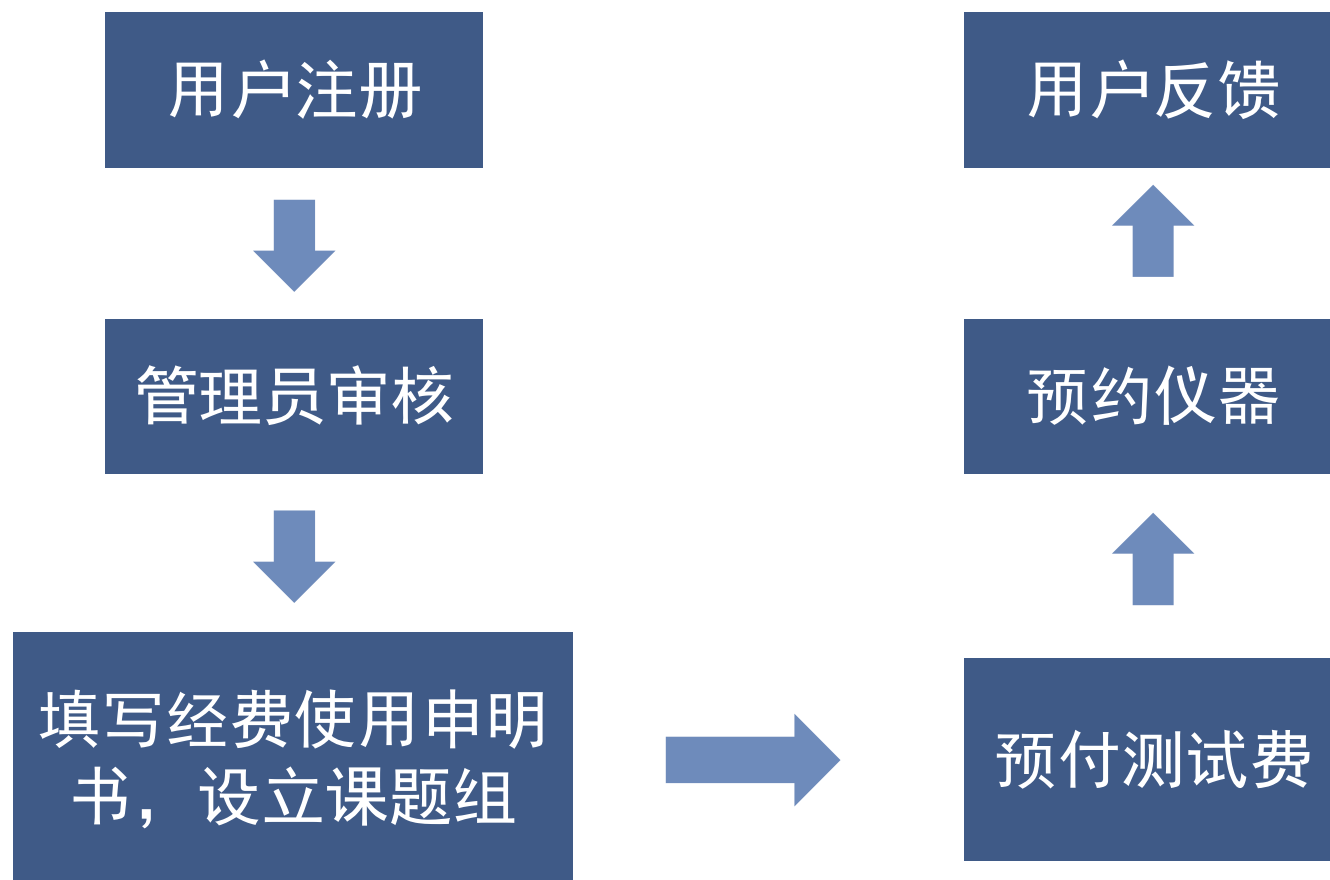 用户注册
管理员审核
填写经费使用申明
书，设立课题组
预付测试费
预约仪器
用户反馈